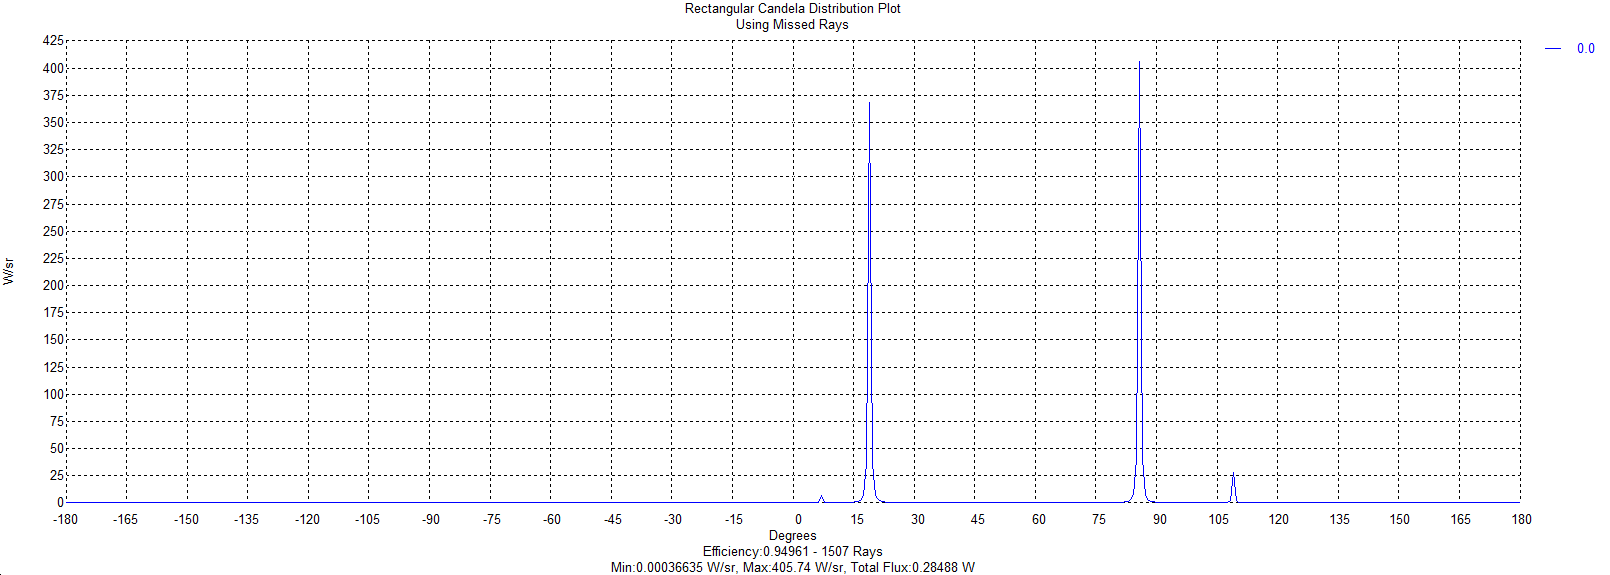 Rectangular Candela Distribution Plot
Using Missed Rays
425
400
375
350
325
300
275
250
225
200
175
150
125
100
75
50
25
0
W/sr
0.0
-180 -165 -150 -135 -120 -105 -90 -75 -60 -45 -30 -15 0 15 30 45 60 75 90 105 120 135 150 165 180
Degrees
Efficiency:0.94961 - 1507 Rays
Min:0.00036635 W/sr, Max:405.74 W/sr, Total Flux:0.28488 W